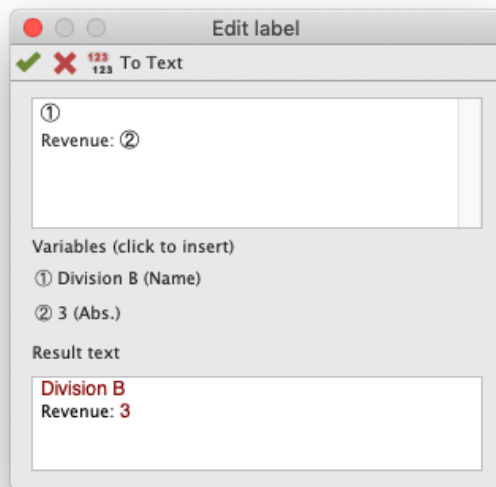 Edit label
123
123 To Text
①
Revenue: ②
Variables (click to insert)
① Division B (Name)
② 3 (Abs.)
Result text
Division B
Revenue: 3